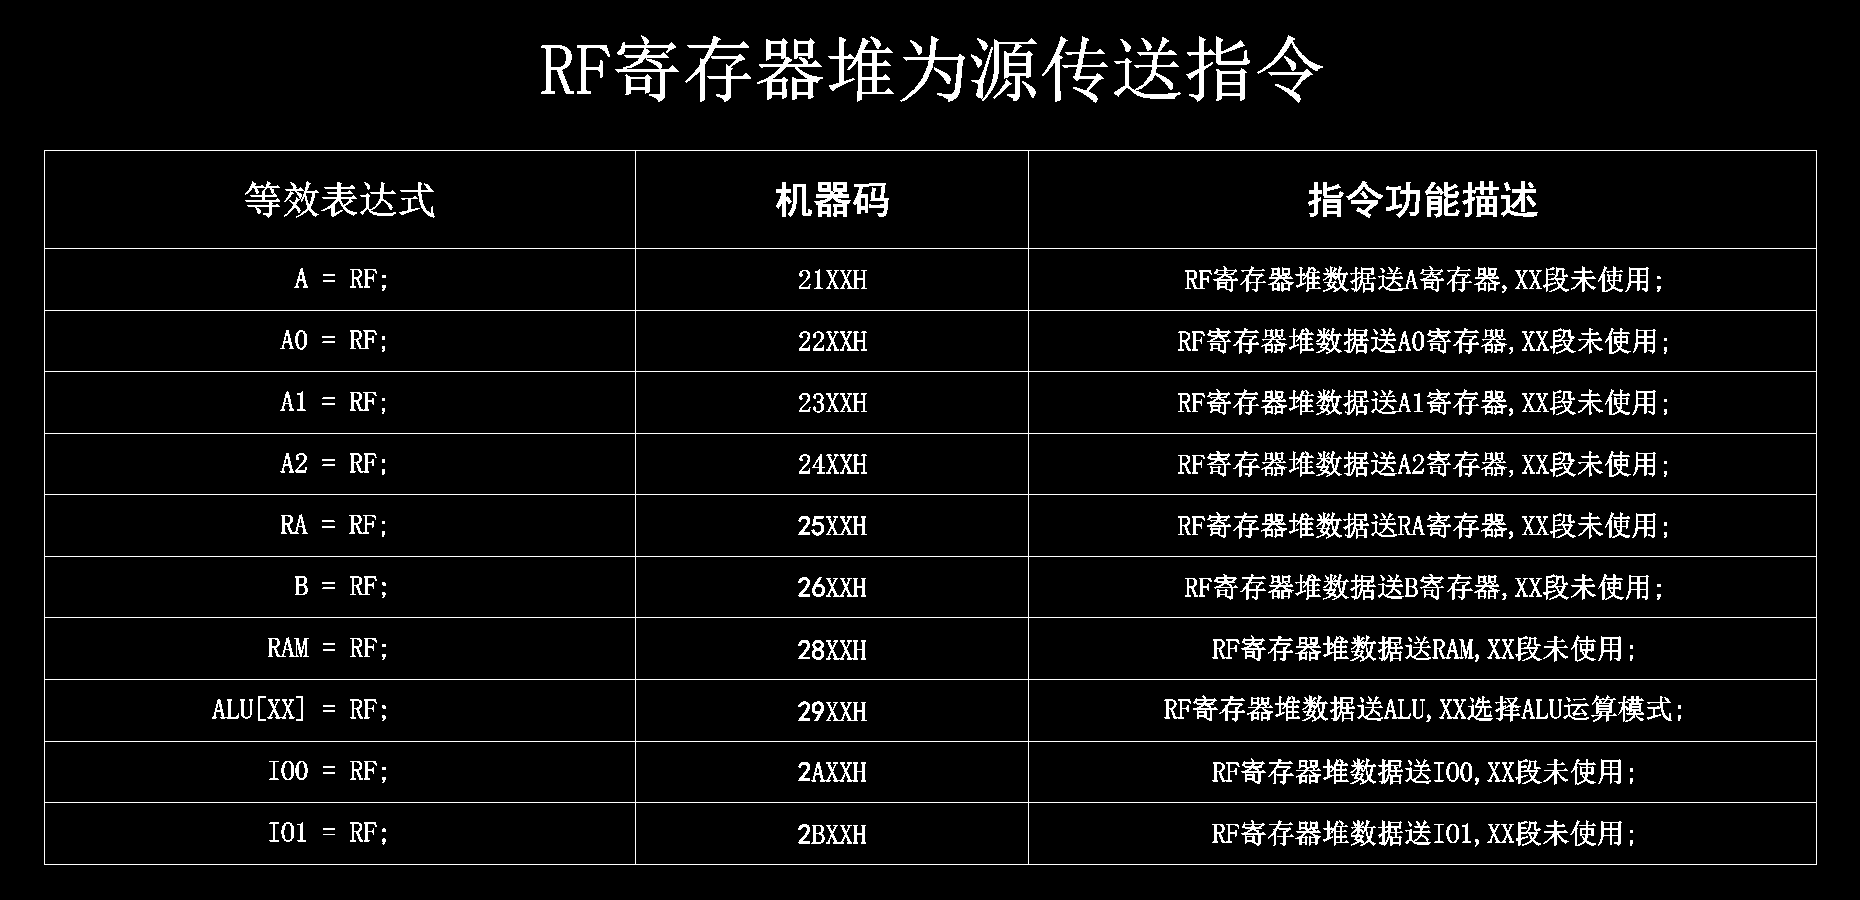 RF寄存器堆为源传送指令
等效表达式 机器码 指令功能描述
A = RF; 21XXH RF寄存器堆数据送A寄存器,XX段未使用;
A0 = RF; 22XXH RF寄存器堆数据送A0寄存器,XX段未使用;
A1 = RF; 23XXH RF寄存器堆数据送A1寄存器,XX段未使用;
A2 = RF; 24XXH RF寄存器堆数据送A2寄存器,XX段未使用;
RA = RF; 25XXH RF寄存器堆数据送RA寄存器,XX段未使用;
B = RF; 26XXH RF寄存器堆数据送B寄存器,XX段未使用;
RAM = RF; 28XXH RF寄存器堆数据送RAM,XX段未使用;
ALU[XX] = RF; 29XXH RF寄存器堆数据送ALU,XX选择ALU运算模式;
IO0 = RF; 2AXXH RF寄存器堆数据送IO0,XX段未使用;
IO1 = RF; 2BXXH RF寄存器堆数据送IO1,XX段未使用;